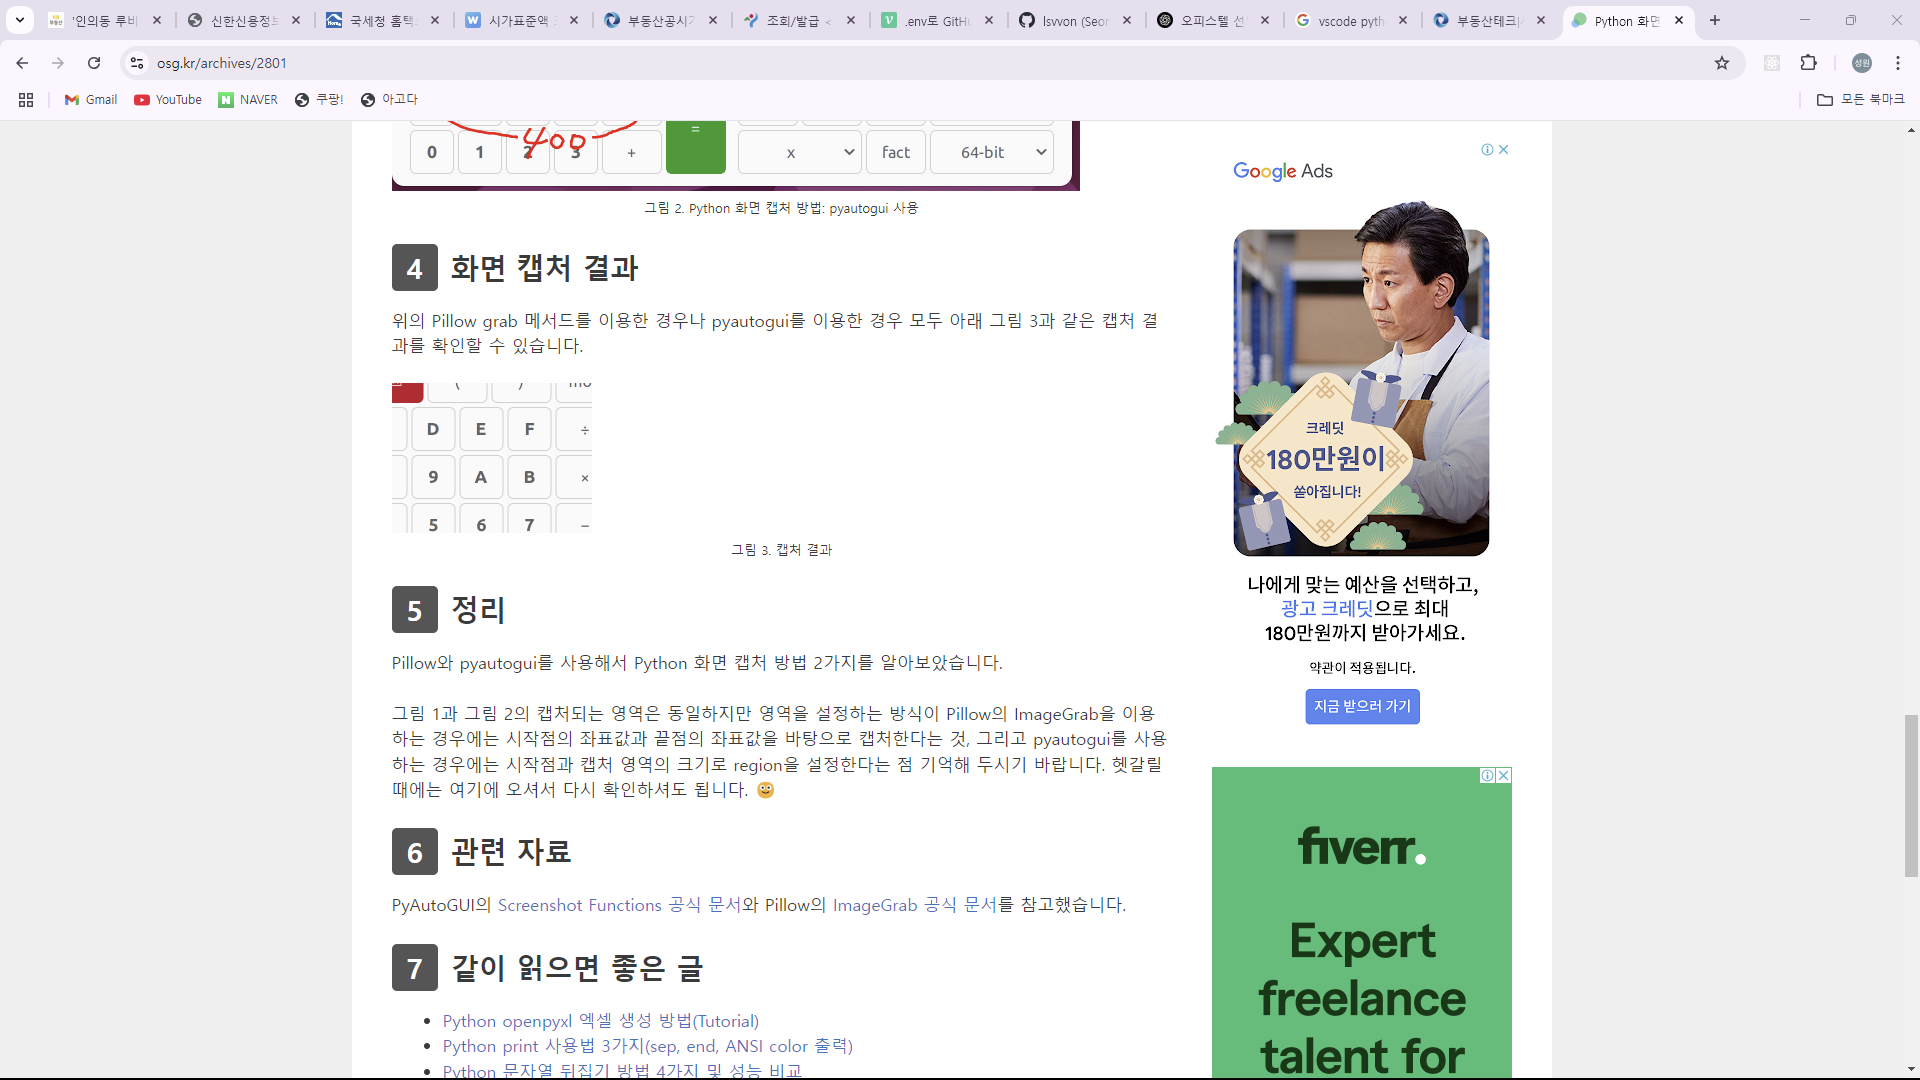 '인의동 루비
신한신용정보
국세청 홈택스
시가표준액
부동산공시가
조회/발급 <
.env로 GitHu
lsvvon (Seon
오피스텔 선
vscode pyth
부동산테크|
Python 화면
osg.kr/archives/2801
성원
Gmail
YouTube
NAVER
쿠팡!
아고다
모든 북마크
400
=
0 1 2 3 + x fact 64-bit
그림 2. Python 화면 캡처 방법: pyautogui 사용
4 화면 캡처 결과
위의 Pillow grab 메서드를 이용한 경우나 pyautogui를 이용한 경우 모두 아래 그림 3과 같은 캡처 결
과를 확인할 수 있습니다.
D E F ÷
9 A B ×
5 6 7 −
그림 3. 캡처 결과
5 정리
Pillow와 pyautogui를 사용해서 Python 화면 캡처 방법 2가지를 알아보았습니다.
그림 1과 그림 2의 캡처되는 영역은 동일하지만 영역을 설정하는 방식이 Pillow의 ImageGrab을 이용
하는 경우에는 시작점의 좌표값과 끝점의 좌표값을 바탕으로 캡처한다는 것, 그리고 pyautogui를 사용
하는 경우에는 시작점과 캡처 영역의 크기로 region을 설정한다는 점 기억해 두시기 바랍니다. 헷갈릴
때에는 여기에 오셔서 다시 확인하셔도 됩니다. 🙂
6 관련 자료
PyAutoGUI의 Screenshot Functions 공식 문서와 Pillow의 ImageGrab 공식 문서를 참고했습니다.
7 같이 읽으면 좋은 글
• Python openpyxl 엑셀 생성 방법(Tutorial)
• Python print 사용법 3가지(sep, end, ANSI color 출력)
• Python 문자열 뒤집기 방법 4가지 및 성능 비교
Google Ads
크레딧
180만원이
쏟아집니다!
나에게 맞는 예산을 선택하고,
광고 크레딧으로 최대
180만원까지 받아가세요.
약관이 적용됩니다.
지금 받으러 가기
fiverr.
Expert
freelance
talent for